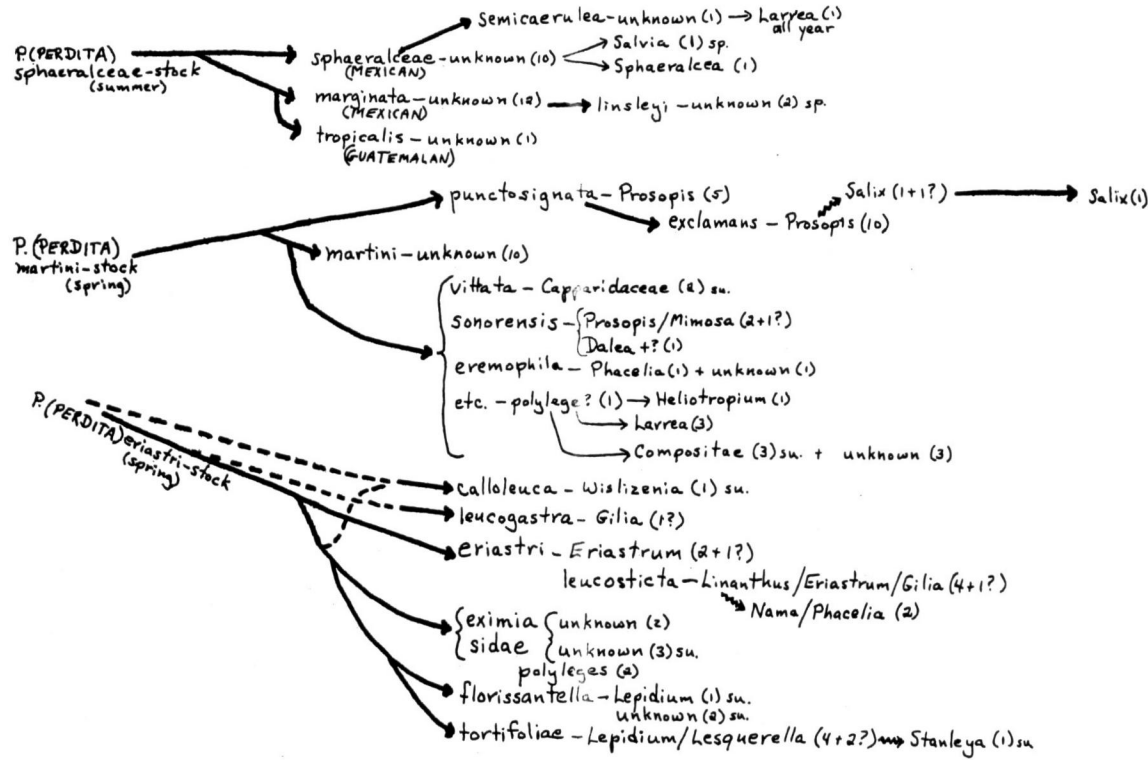 semicaerulea-unknown (1) → Larrea (1)
all year
P.(PERDITA)
sphaeralceae-stock
(summer)
sphaeralceae-unknown (10)
(MEXICAN)
Salvia (1) sp.
Sphaeralcea (1)
marginata-unknown (12) → linsleyi-unknown (2) sp.
(MEXICAN)
tropicalis-unknown (1)
(GUATEMALAN)
punctosignata-Prosopis (5)
Salix (1+1?) → Salix (1)
exclamans-Prosopis (10)
P.(PERDITA)
martini-stock
(spring)
martini-unknown (10)
vittata - Capparidaceae (2) su.
sonorensis - Prosopis/Mimosa (2+1?)
Dalea +? (1)
eremophila - Phacelia (1) + unknown (1)
etc. - polylege? (1) → Heliotropium (1)
Larrea (3)
Compositae (3) su. + unknown (3)
P.(PERDITA) eriastri-stock
(spring)
calloleuca - Wislizenia (1) su.
leucogastra - Gilia (1?)
eriastri - Eriastrum (2+1?)
leucosticta - Linanthus/Eriastrum/Gilia (4+1?)
Nama/Phacelia (2)
eximia unknown (2)
sidae unknown (3) su.
polyleges (2)
florissantella - Lepidium (1) su.
unknown (2) su.
tortifoliae - Lepidium/Lesquerella (4+2?) → Stanleya (1) su